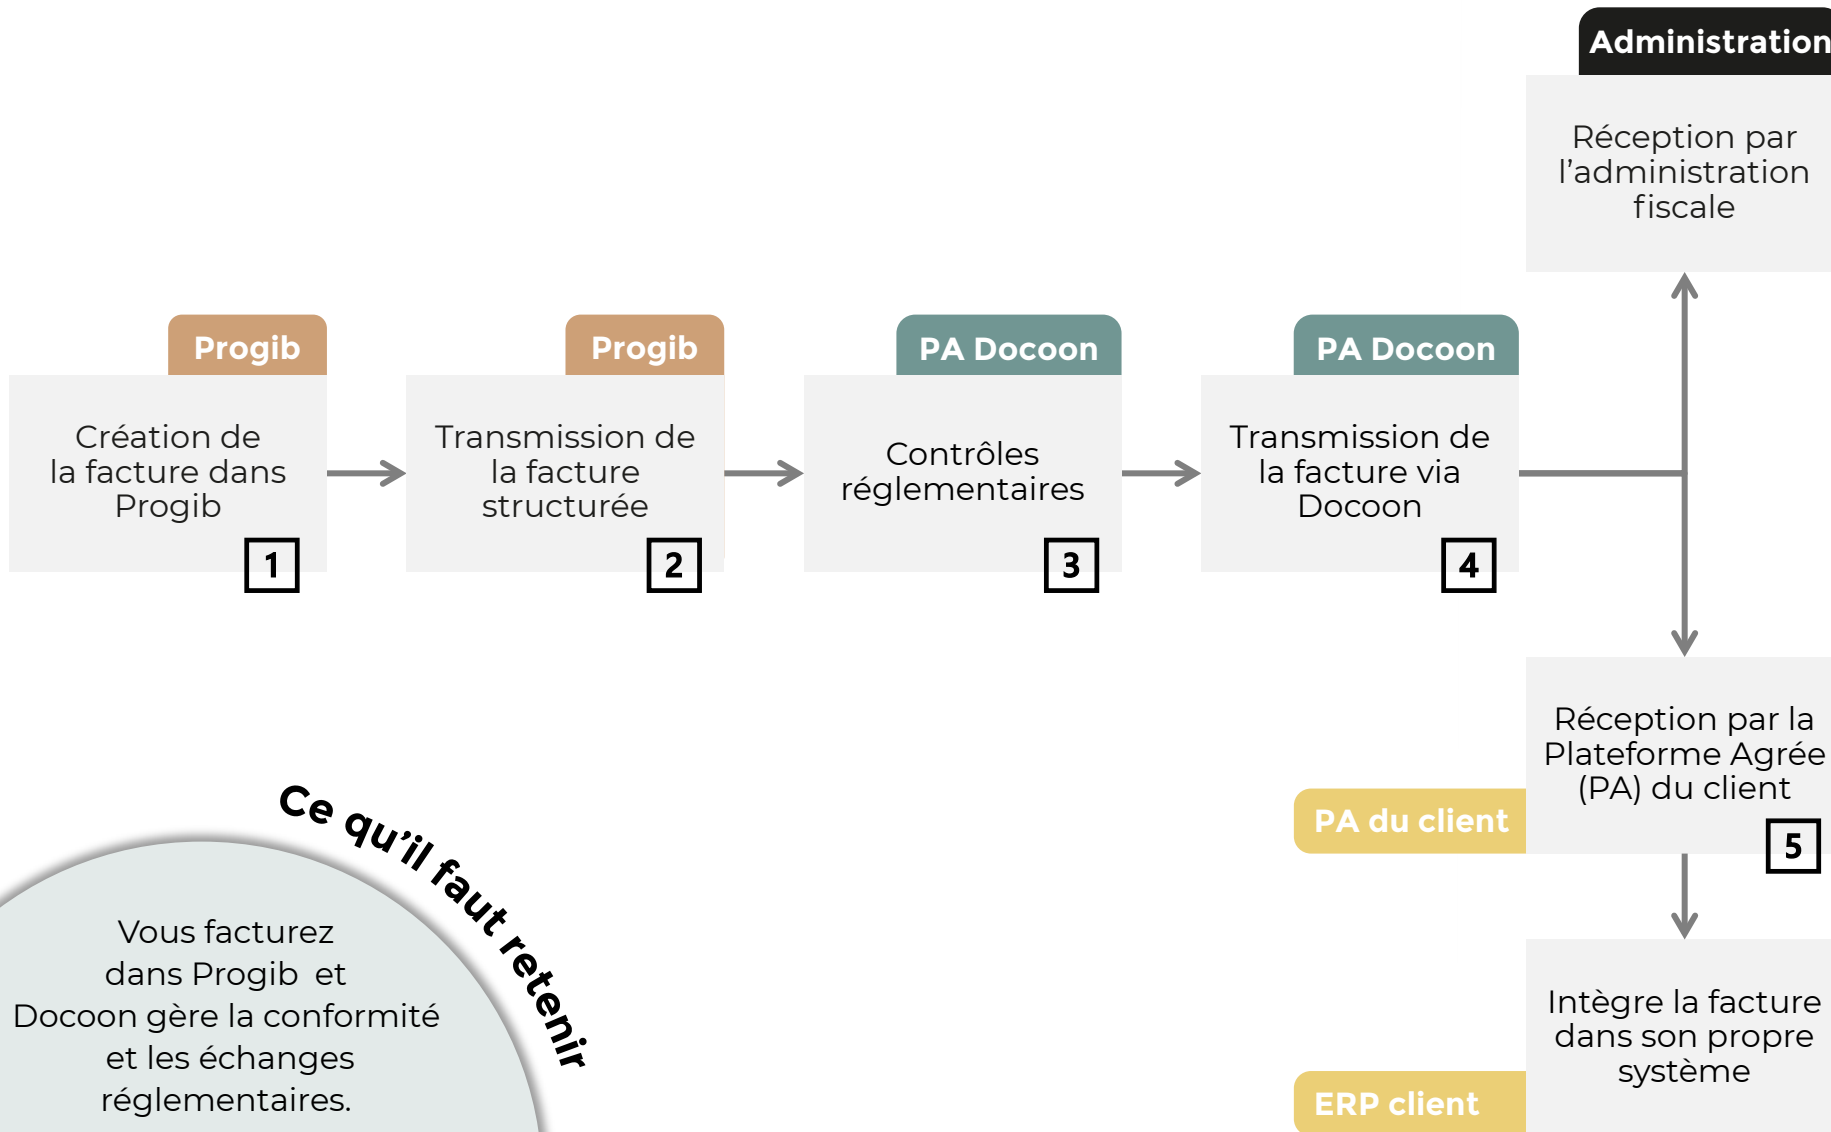 Administration
Réception par
l’administration
fiscale
Progib
Création de
la facture dans
Progib
1
Progib
Transmission de
la facture
structurée
2
PA Docoon
Contrôles
réglementaires
3
PA Docoon
Transmission de
la facture via
Docoon
4
Réception par la
Plateforme Agrée
(PA) du client
PA du client
5
Intègre la facture
dans son propre
système
ERP client
Ce qu’il faut retenir
Vous facturez
dans Progib et
Docoon gère la conformité
et les échanges
réglementaires.